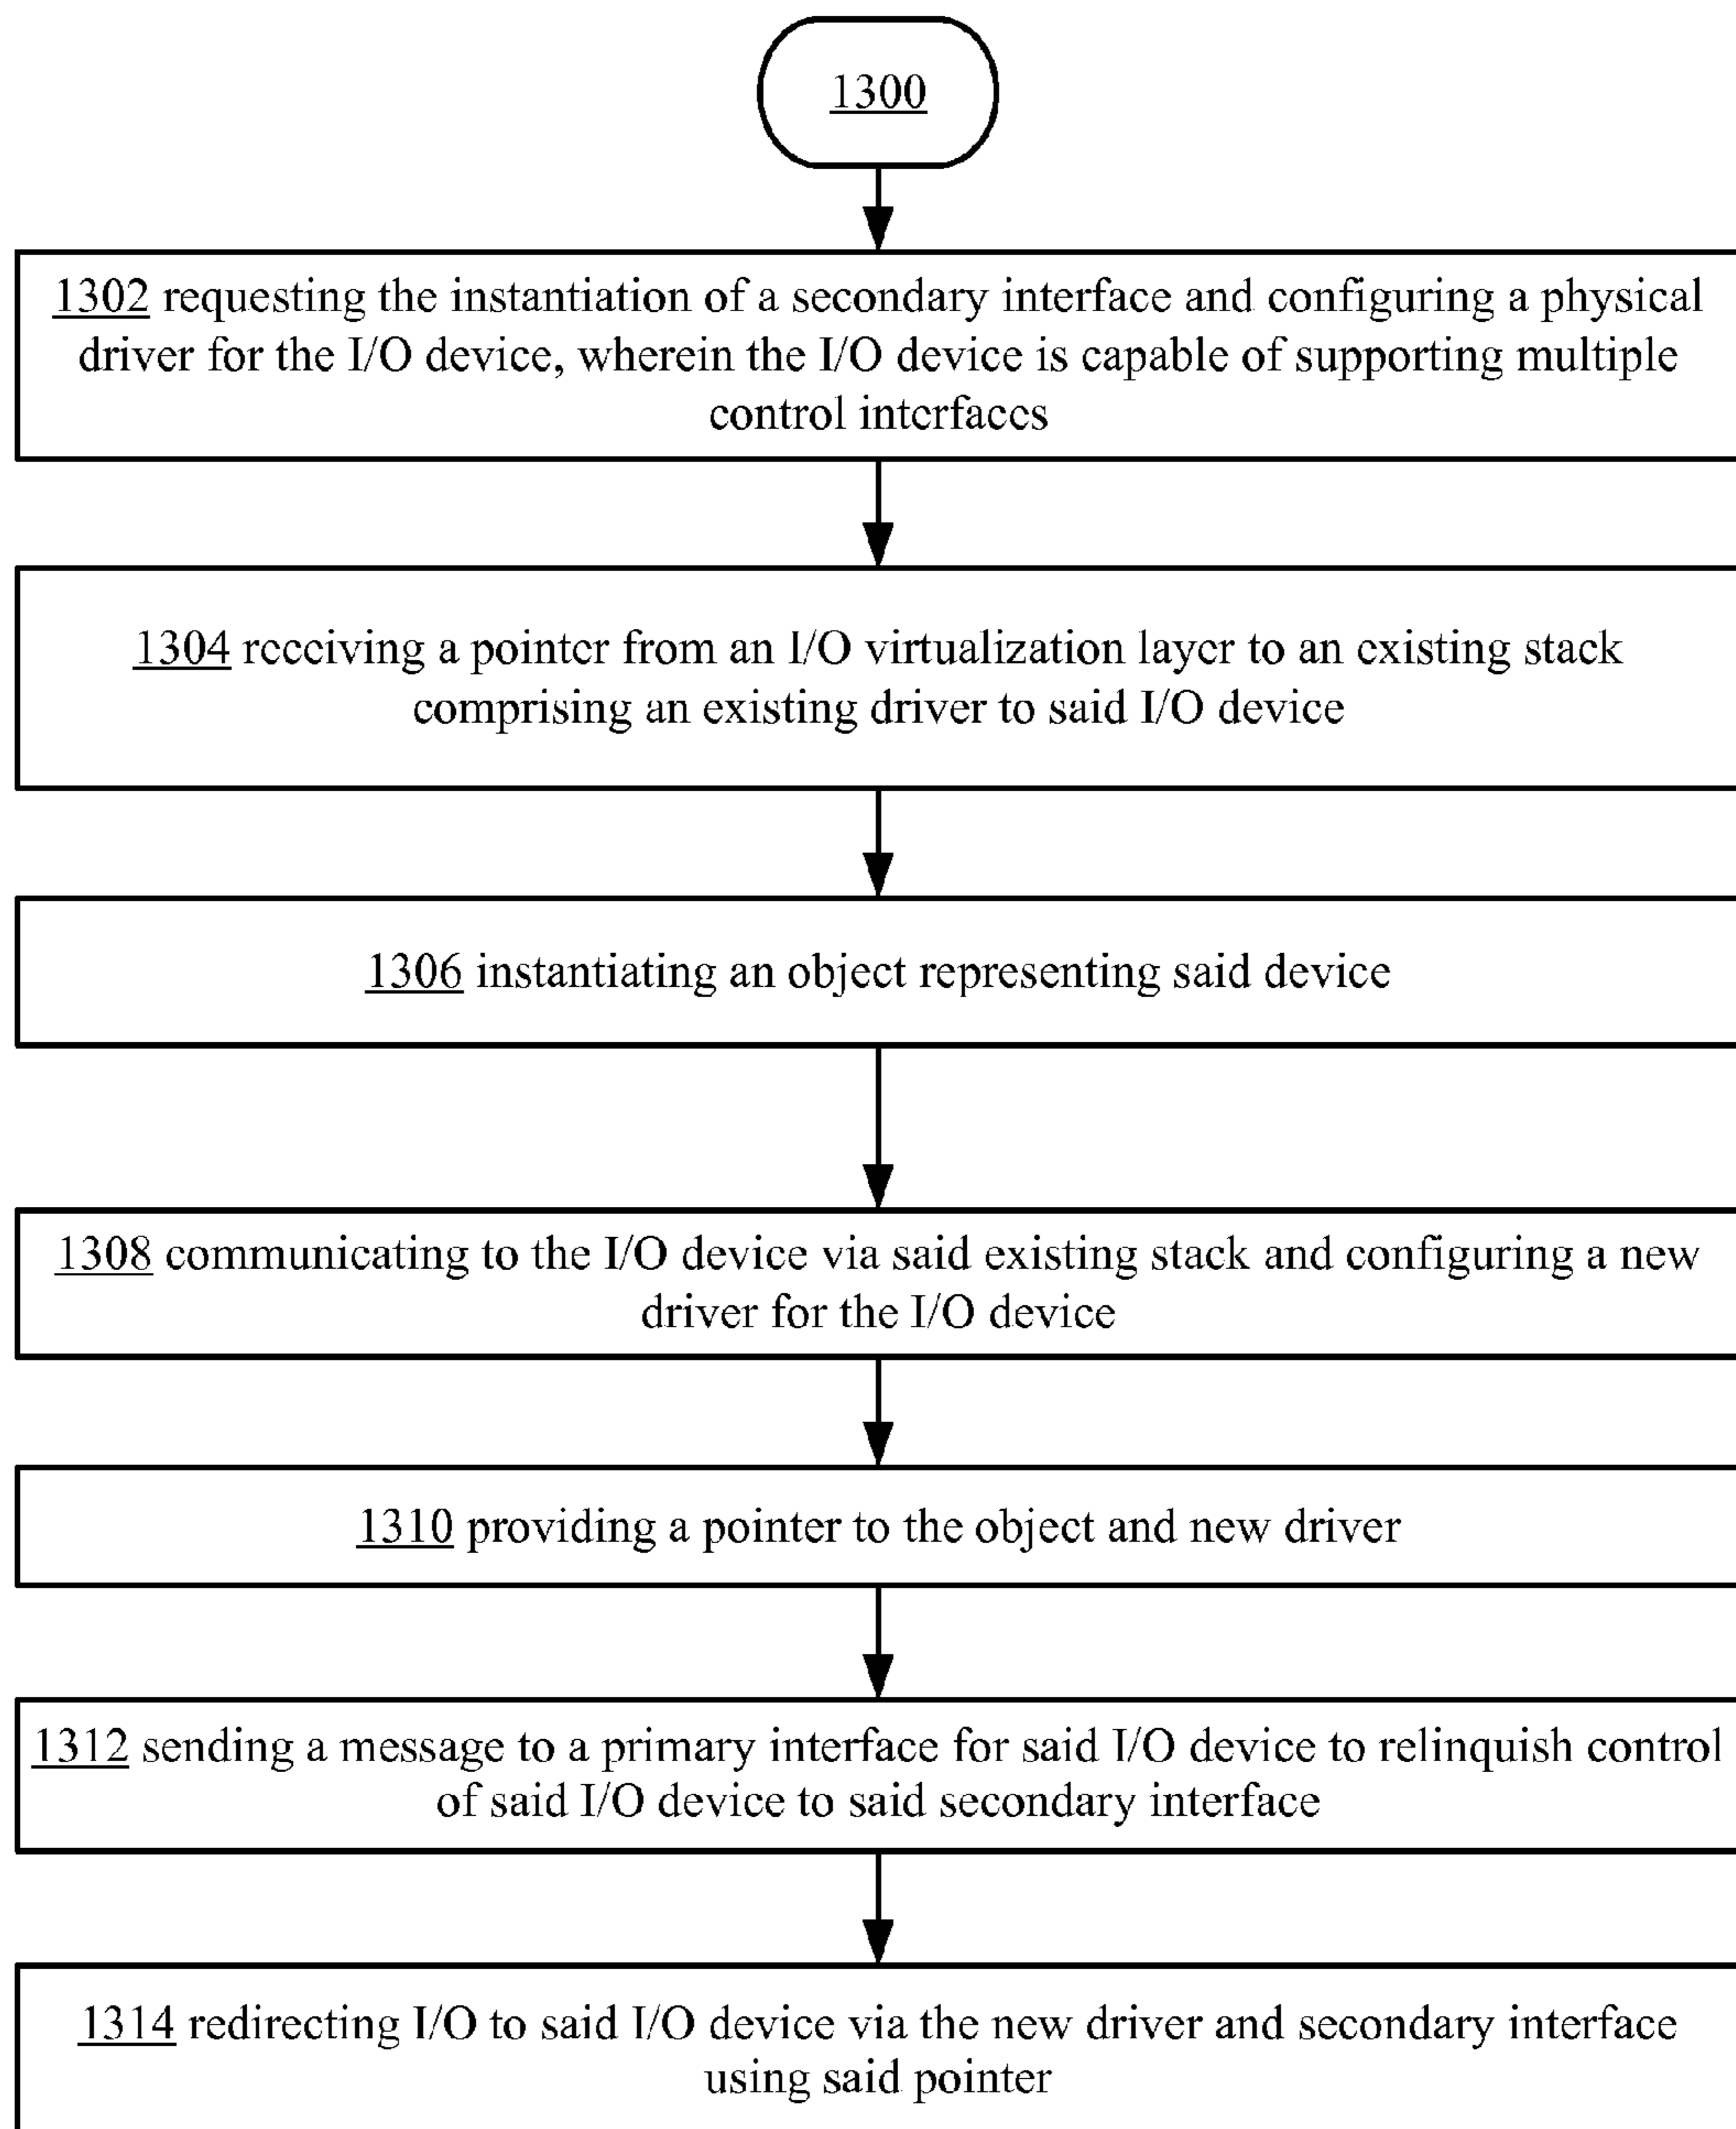 1300
1302 requesting the instantiation of a secondary interface and configuring a physical
driver for the I/O device, wherein the I/O device is capable of supporting multiple
control interfaces
1304 receiving a pointer from an I/O virtualization layer to an existing stack
comprising an existing driver to said I/O device
1306 instantiating an object representing said device
1308 communicating to the I/O device via said existing stack and configuring a new
driver for the I/O device
1310 providing a pointer to the object and new driver
1312 sending a message to a primary interface for said I/O device to relinquish control
of said I/O device to said secondary interface
1314 redirecting I/O to said I/O device via the new driver and secondary interface
using said pointer